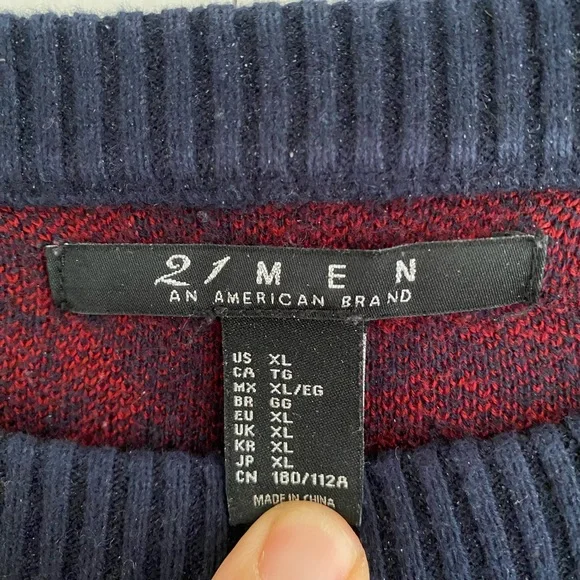 21 MEN
AN AMERICAN BRAND
US XL
CA TG
MX XL/EG
BR GG
EU XL
UK XL
KR XL
JP XL
CN 180/112A
MADE IN CHINA